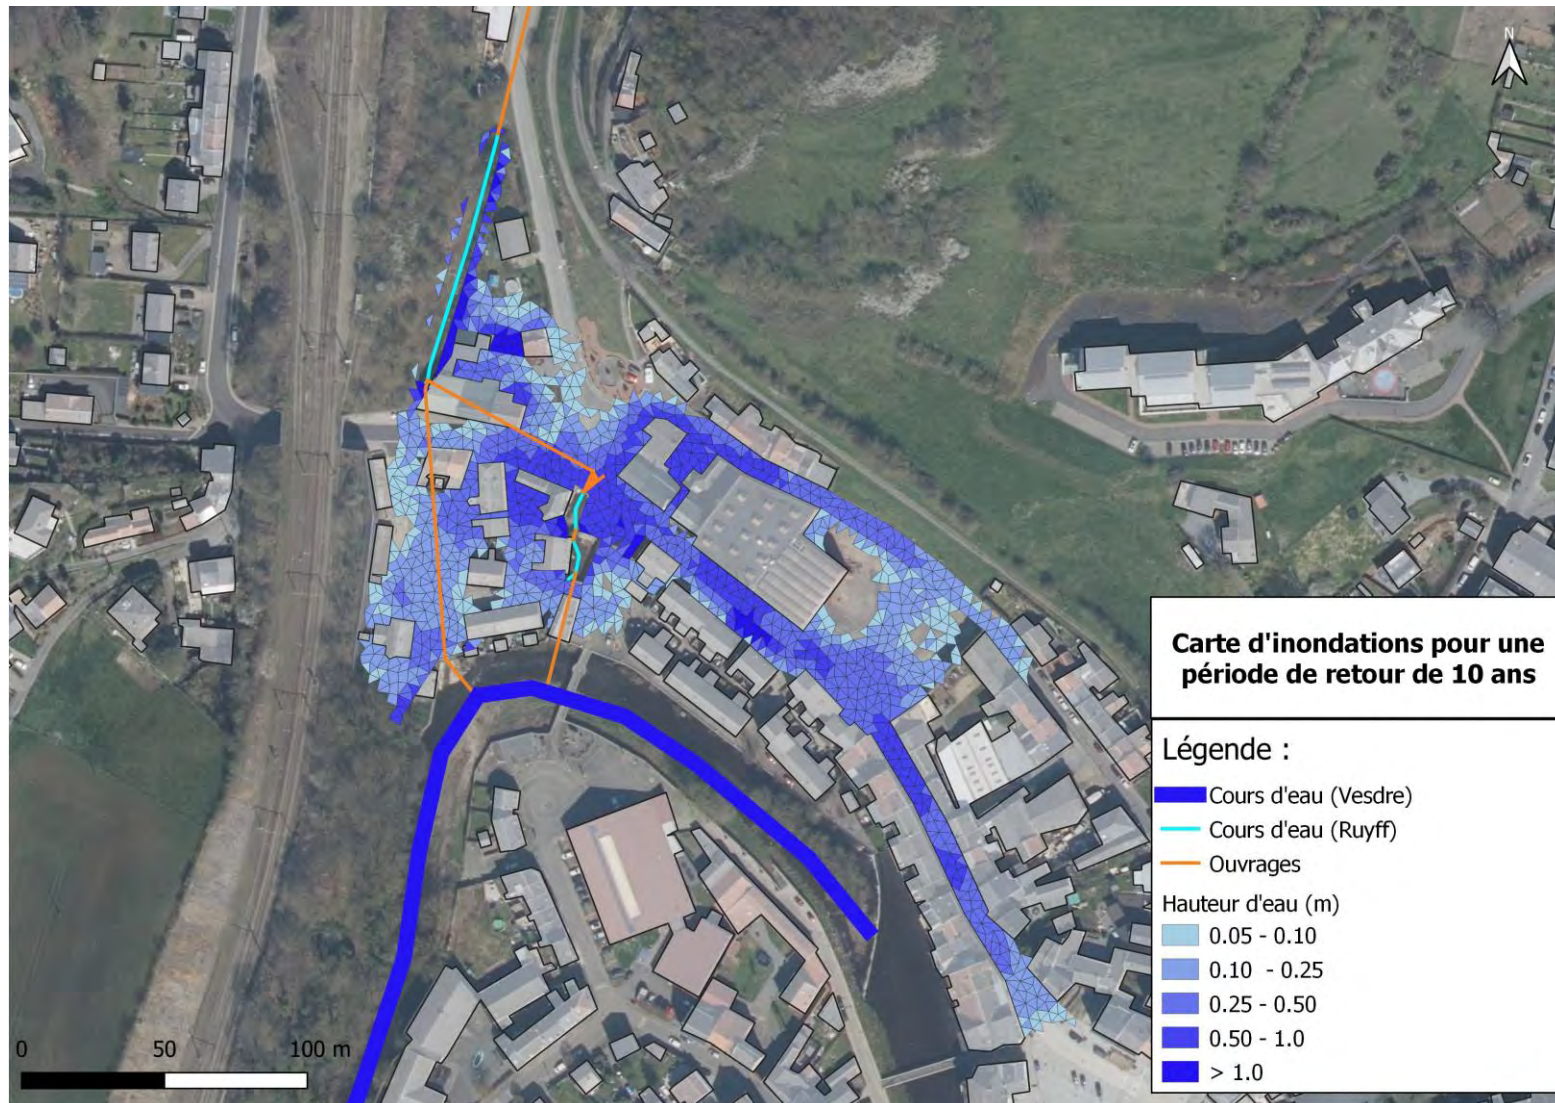 N
Carte d'inondations pour une
période de retour de 10 ans
Légende :
Cours d'eau (Vesdre)
Cours d'eau (Ruyff)
Ouvrages
Hauteur d'eau (m)
0.05 - 0.10
0.10 - 0.25
0.25 - 0.50
0.50 - 1.0
> 1.0
0 50 100 m